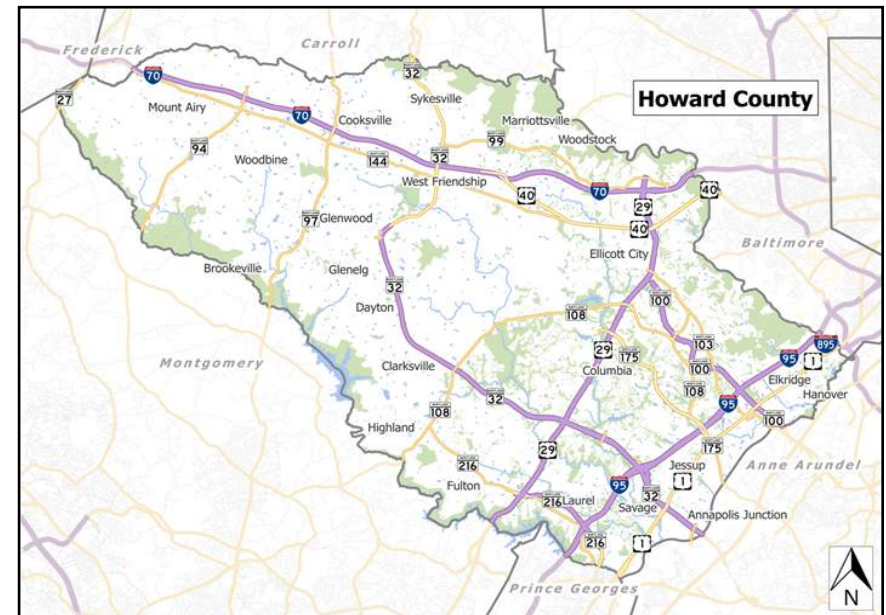 Frederick
Carroll
70
32
27
Mount Airy
Sykesville
Howard County
70
Cooksville
Marriottsville
99
Woodstock
94
Woodbine
144
32
West Friendship
40
70
29
40
97
Glenwood
40
Ellicott City
Baltimore
Brookeville
Glenelg
32
100
Dayton
108
103
895
Montgomery
29
175
95
1
Clarksville
Columbia
100
Elkridge
32
108
95
Hanover
108
100
Highland
29
175
216
Jessup
Anne Arundel
Fulton
95
1
216
Laurel
32
Savage
Annapolis Junction
216
1
Prince Georges
N